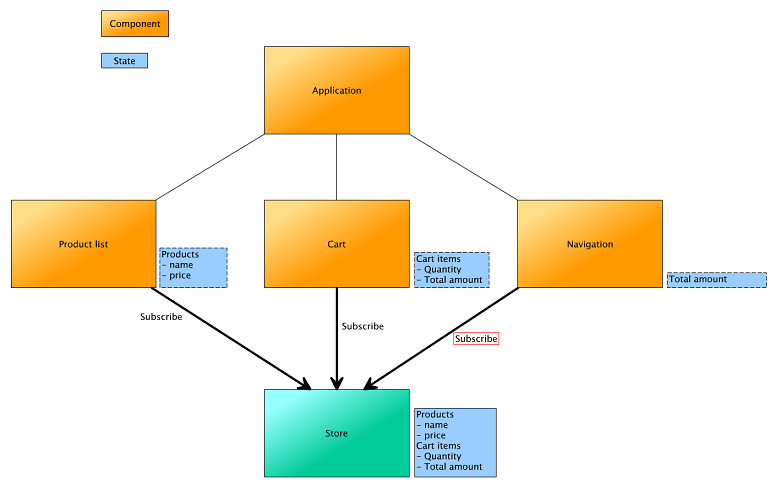 Component
State
Application
Product list
Products
- name
- price
Cart
Cart items
- Quantity
- Total amount
Navigation
Total amount
Subscribe
Subscribe
Subscribe
Store
Products
- name
- price
Cart items
- Quantity
- Total amount